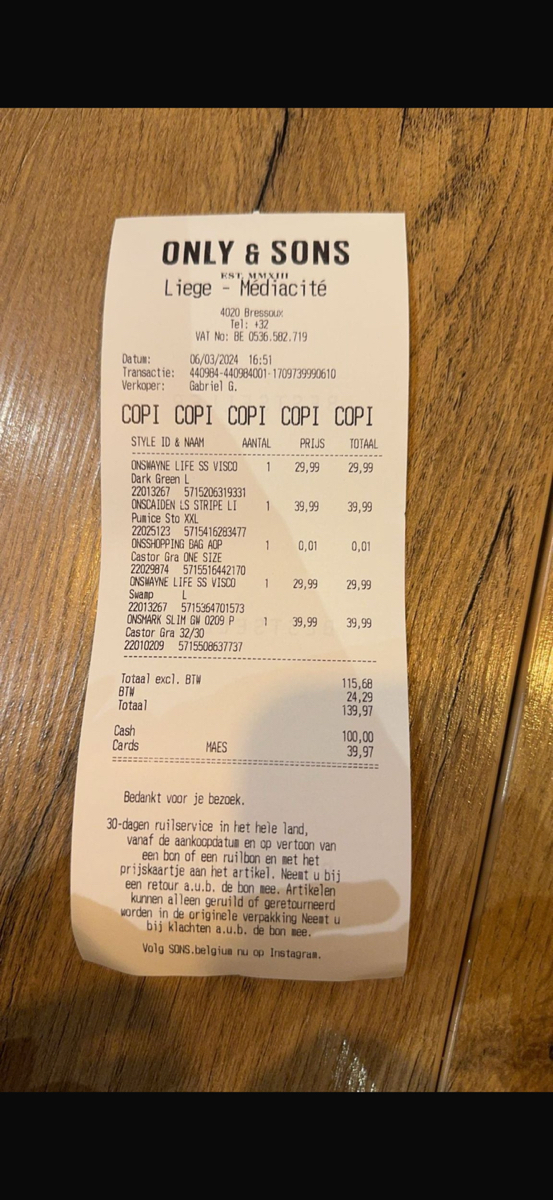 ONLY & SONS
EST. MMXIII
Liege - Médiacité
4020 Bressoux
Tel: +32
VAT No: BE 0536.582.719
Datum: 06/03/2024 16:51
Transactie: 440984-440984001-1709739990610
Verkoper: Gabriel G.
COPI COPI COPI COPI COPI
STYLE ID & NAAM AANTAL PRIJS TOTAAL
ONSWAYNE LIFE SS VISCO 1 29,99 29,99
Dark Green L
22013267 5715206319331
ONSCAIDEN LS STRIPE LI 1 39,99 39,99
Pumice Sto XXL
22025123 5715416283477
ONSSHOPPING BAG AOP 1 0,01 0,01
Castor Gra ONE SIZE
22029874 5715516442170
ONSWAYNE LIFE SS VISCO 1 29,99 29,99
Swamp L
22013267 5715364701573
ONSMARK SLIM GW 0209 P 1 39,99 39,99
Castor Gra 32/30
22010209 5715508637737
Totaal excl. BTW 115,68
BTW 24,29
Totaal 139,97
Cash 100,00
Cards MAES 39,97
Bedankt voor je bezoek.
30-dagen ruilservice in het hele land,
vanaf de aankoopdatum en op vertoon van
een bon of een ruilbon en met het
prijskaartje aan het artikel. Neemt u bij
een retour a.u.b. de bon mee. Artikelen
kunnen alleen geruild of geretourneerd
worden in de originele verpakking Neemt u
bij klachten a.u.b. de bon mee.
Volg SONS.belgium nu op Instagram.